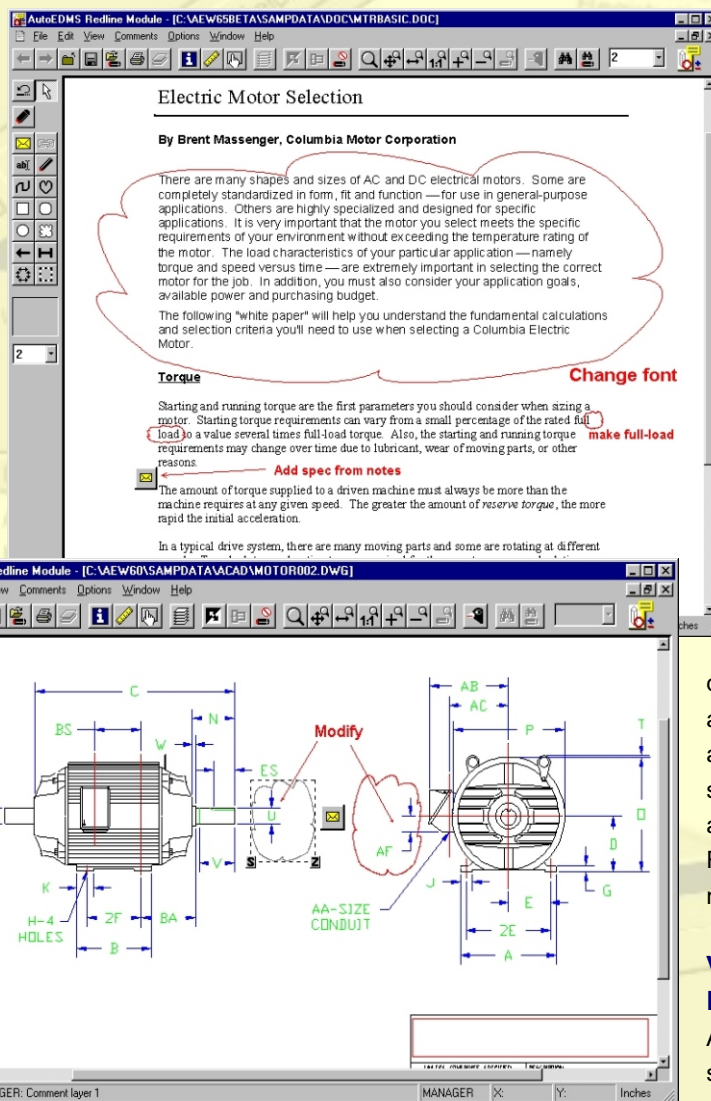 AutoEDMS Redline Module - [C:\AEW65BETA\SAMPDATA\DOC\MTRBASIC.DOC]
File Edit View Comments Options Window Help
1:1
2
abI
2
Electric Motor Selection
By Brent Massenger, Columbia Motor Corporation
There are many shapes and sizes of AC and DC electrical motors. Some are
completely standardized in form, fit and function — for use in general-purpose
applications. Others are highly specialized and designed for specific
applications. It is very important that the motor you select meets the specific
requirements of your environment without exceeding the temperature rating of
the motor. The load characteristics of your particular application — namely
torque and speed versus time — are extremely important in selecting the correct
motor for the job. In addition, you must also consider your application goals,
available power and purchasing budget.
The following "white paper" will help you understand the fundamental calculations
and selection criteria you'll need to use when selecting a Columbia Electric
Motor.
Change font
Torque
Starting and running torque are the first parameters you should consider when sizing a
motor. Starting torque requirements can vary from a small percentage of the rated full
load to a value several times full-load torque. Also, the starting and running torque
make full-load
requirements may change over time due to lubricant, wear of moving parts, or other
reasons.
Add spec from notes
The amount of torque supplied to a driven machine must always be more than the
machine requires at any given speed. The greater the amount of reserve torque, the more
rapid the initial acceleration.
In a typical drive system, there are many moving parts and some are rotating at different
edline Module - [C:\AEW60\SAMPDATA\ACAD\MOTOR002.DWG]
View Comments Options Window Help
1:1
ches
C
BS
N
W
ES
U
V
K
H-4
HOLES
2F
BA
B
Modify
S
Z
AB
AC
P
T
O
D
AF
J
G
E
AA-SIZE
CONDUIT
2E
A
GER: Comment layer 1
MANAGER
X:
Y:
Inches